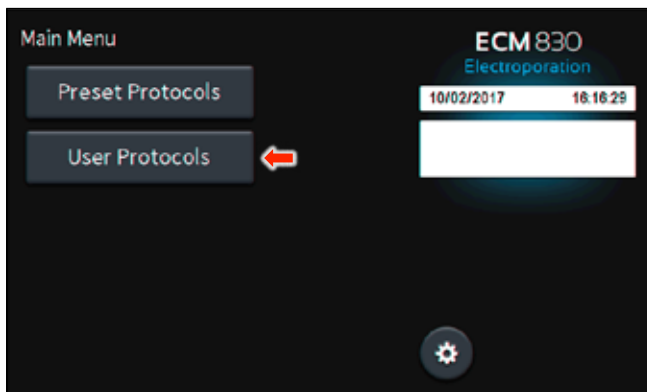 Main Menu
ECM 830
Electroporation
Preset Protocols
10/02/2017 16:16:29
User Protocols